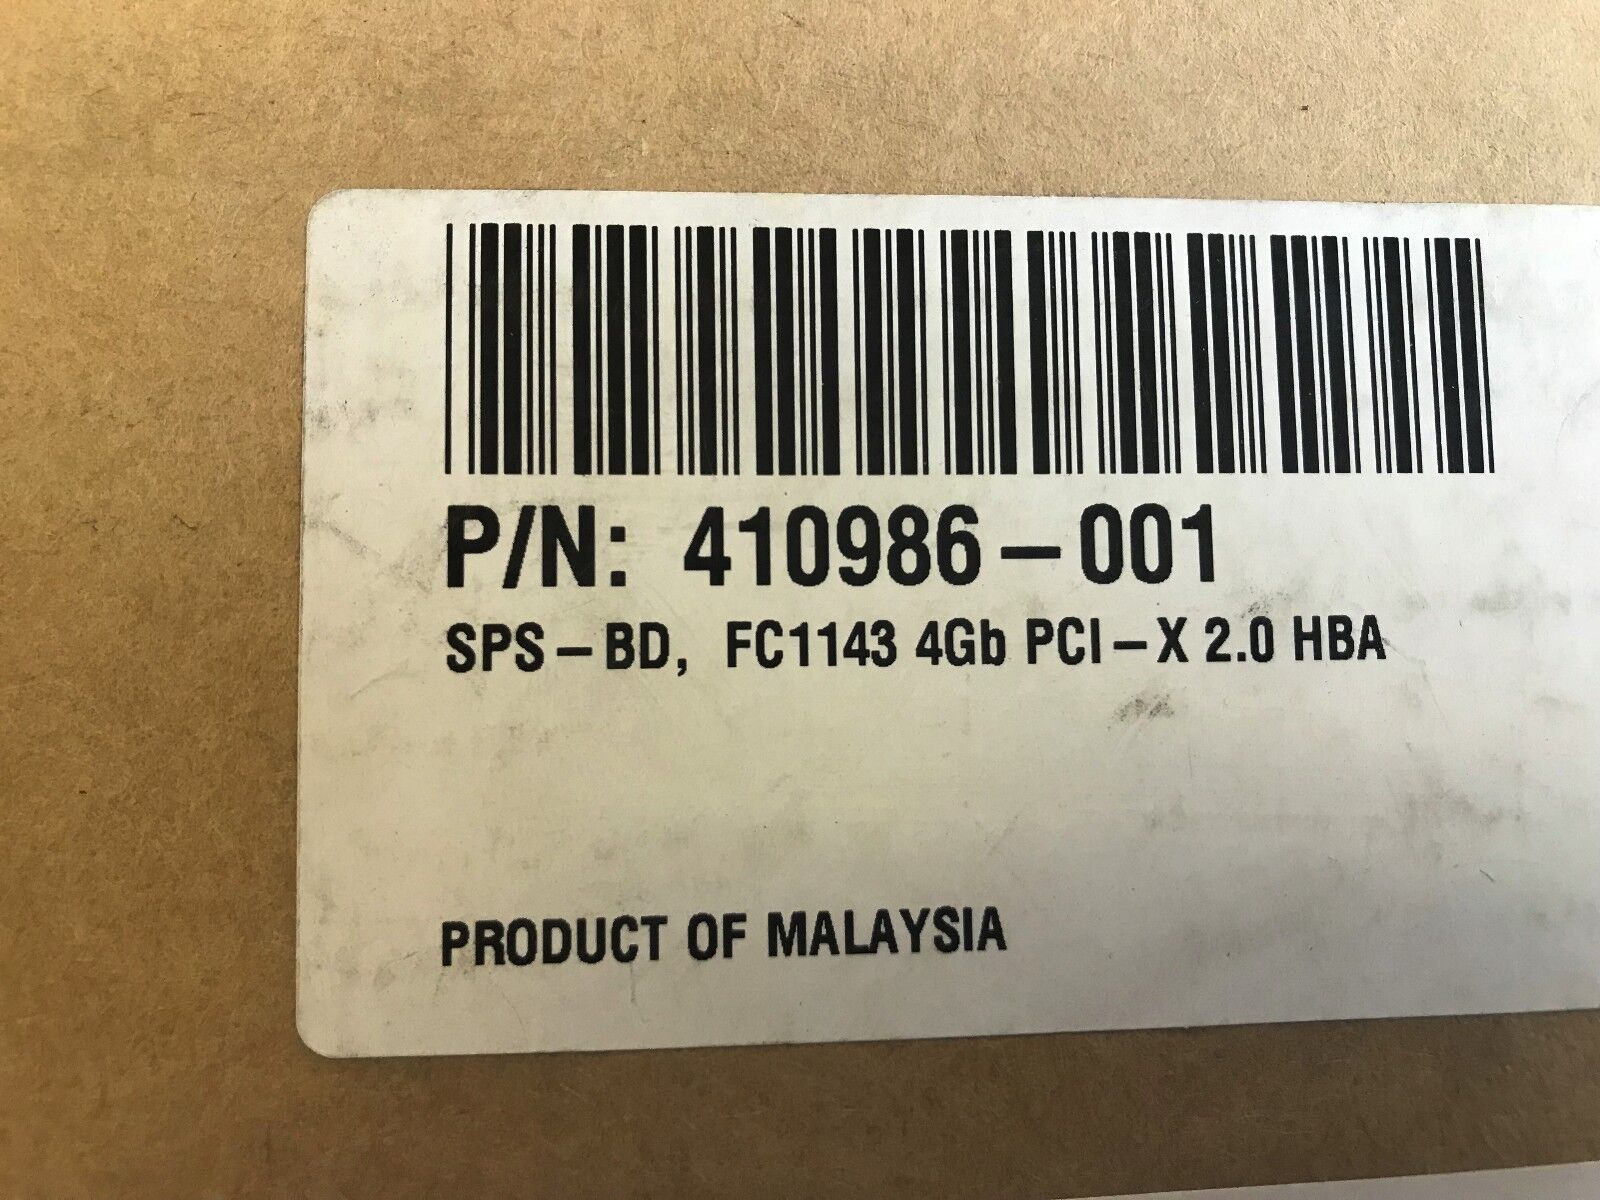 P/N: 410986-001
SPS-BD, FC1143 4Gb PCI-X 2.0 HBA
PRODUCT OF MALAYSIA